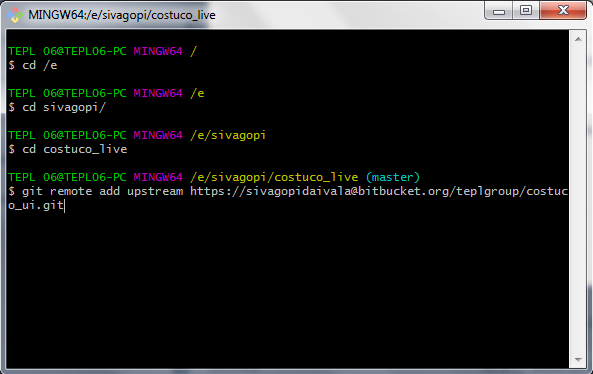 MINGW64:/e/sivagopi/costuco_live
TEPL 06@TEPL06-PC MINGW64 /
$ cd /e
TEPL 06@TEPL06-PC MINGW64 /e
$ cd sivagopi/
TEPL 06@TEPL06-PC MINGW64 /e/sivagopi
$ cd costuco_live
TEPL 06@TEPL06-PC MINGW64 /e/sivagopi/costuco_live (master)
$ git remote add upstream https://sivagopidaivala@bitbucket.org/teplgroup/costuc
o_ui.git